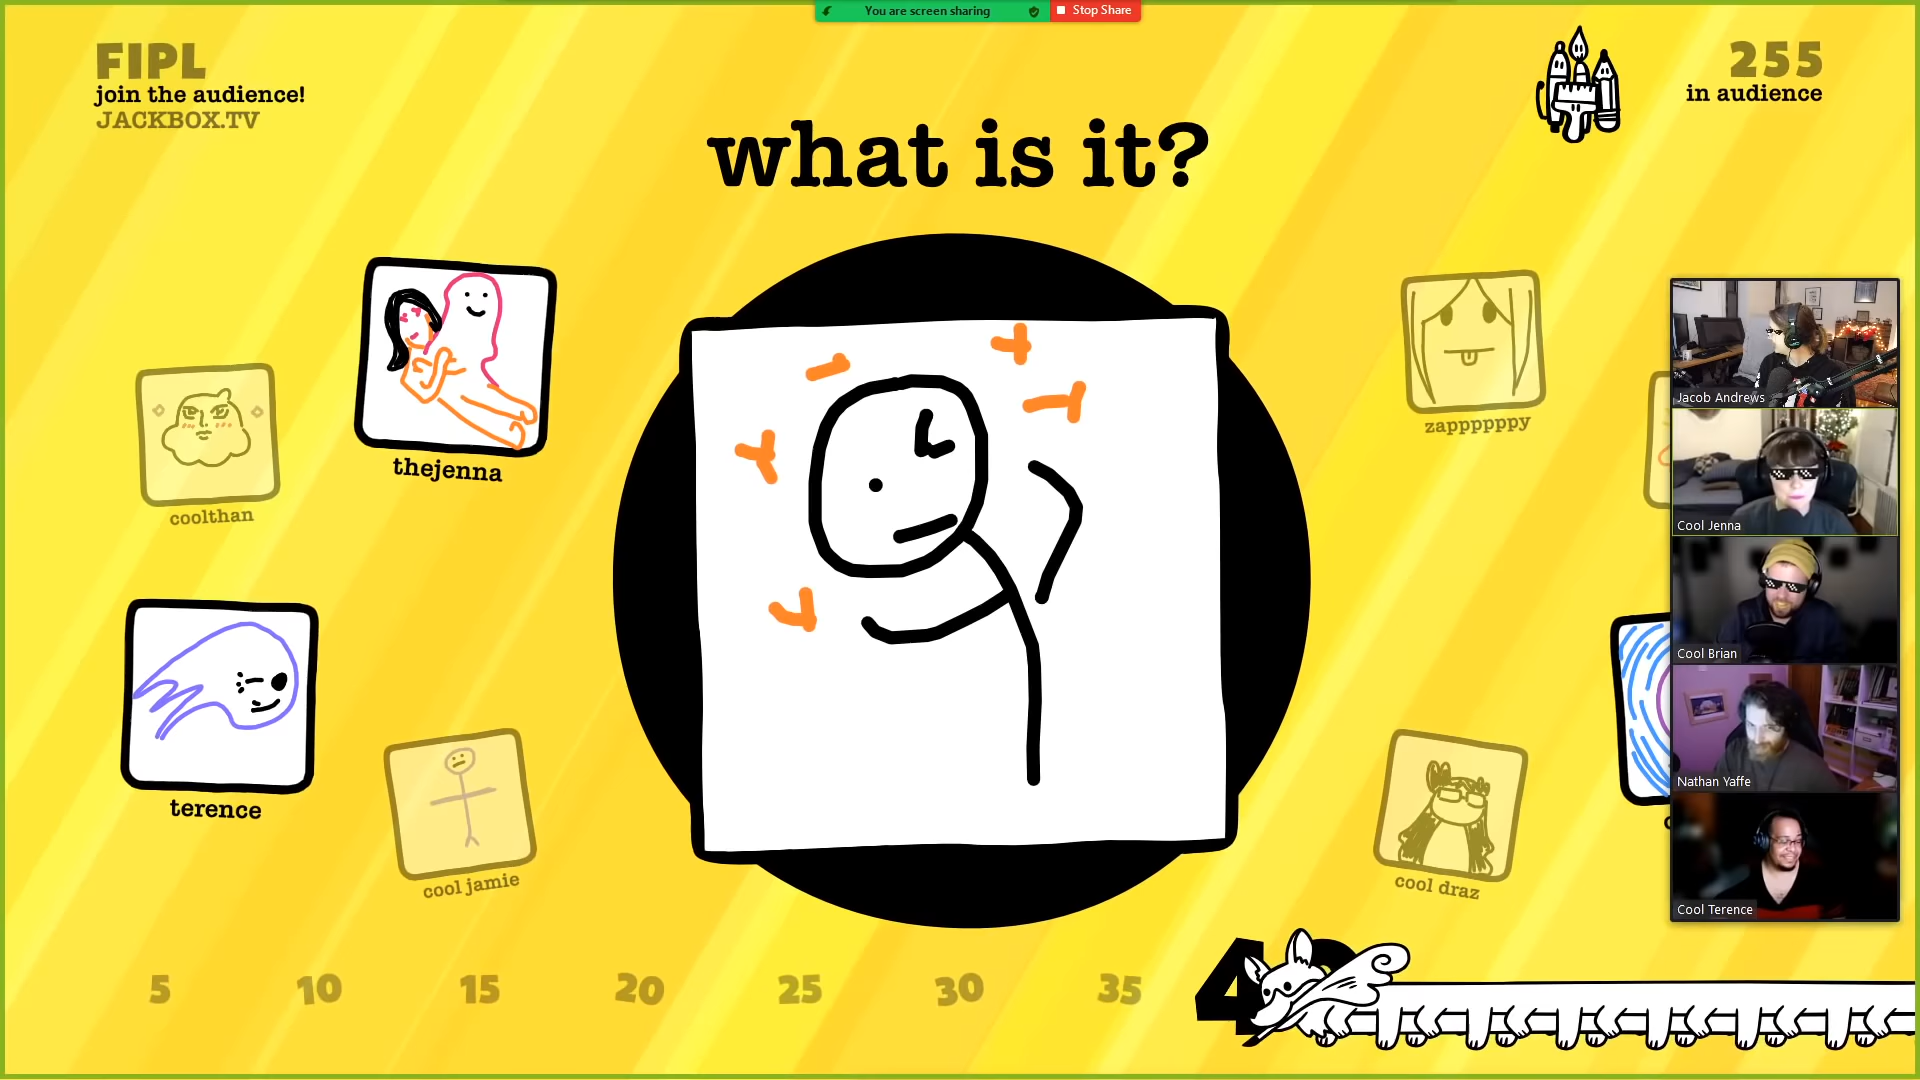 You are screen sharing
Stop Share
FIPL
join the audience!
JACKBOX.TV
255
in audience
what is it?
thejenna
coolthan
zappppppy
terence
cool jamie
cool draz
Jacob Andrews
Cool Jenna
Cool Brian
Nathan Yaffe
Cool Terence
5 10 15 20 25 30 35